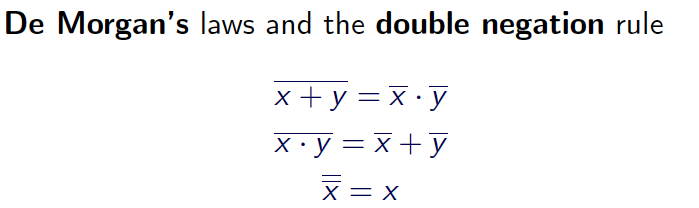 De Morgan's laws and the double negation rule
x̅ ̅+̅ ̅y̅ = x̅ · y̅
x̅ ̅·̅ ̅y̅ = x̅ + y̅
x̿ = x